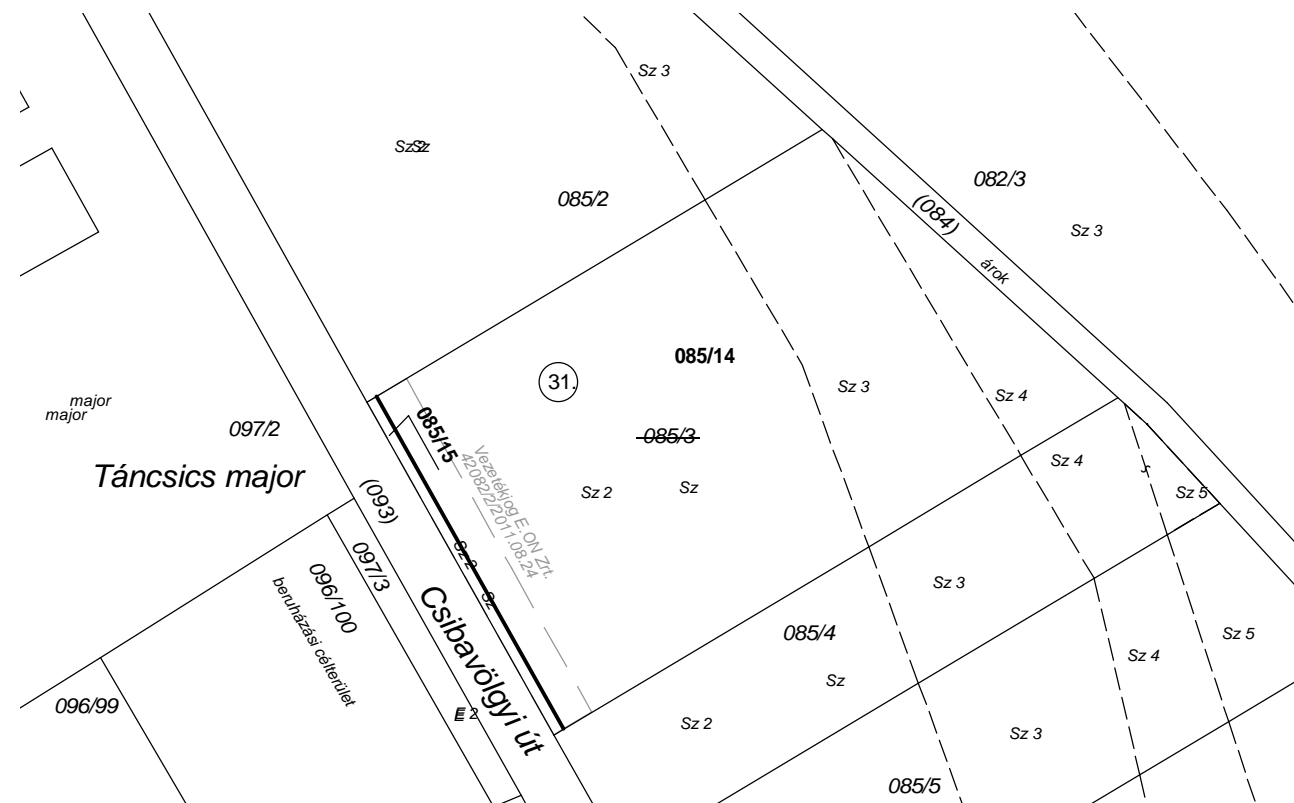 Sz 3
Sz 2
Sz
085/2
082/3
(084)
Sz 3
árok
085/14
31.
Sz 3
Sz 4
major
major
097/2
085/15
085/3
Táncsics major
Vezetékjog E.ON Zrt.
42082/2/2011.08.24
Sz 4
(093)
Sz 2
Sz
Sz 5
Sz 2
097/3
096/100
Sz
Sz 3
beruházási célterület
Csibavölgyi út
085/4
Sz 5
Sz 4
Sz
096/99
E 2
Sz 2
Sz 3
085/5